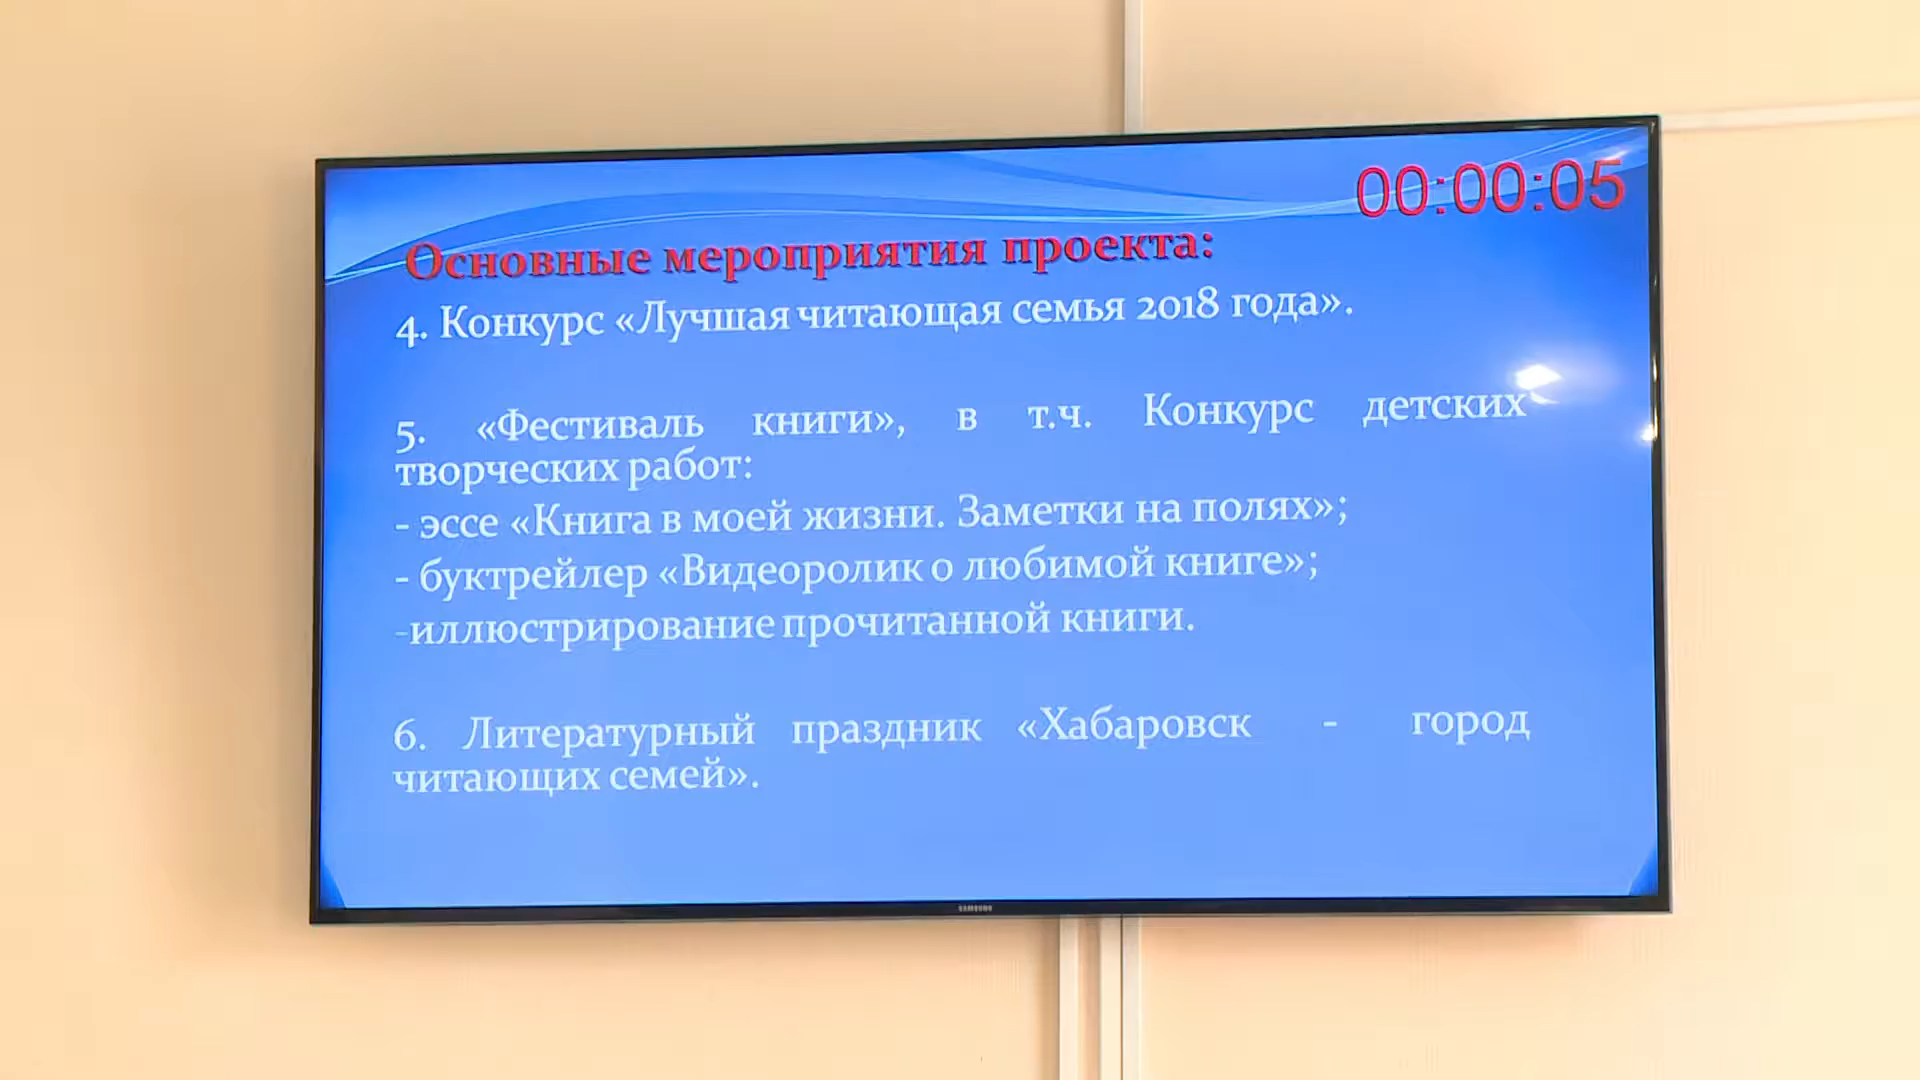 00:00:05
Основные мероприятия проекта:
4. Конкурс «Лучшая читающая семья 2018 года».
5. «Фестиваль книги», в т.ч. Конкурс детских
творческих работ:
- эссе «Книга в моей жизни. Заметки на полях»;
- буктрейлер «Видеоролик о любимой книге»;
-иллюстрирование прочитанной книги.
6. Литературный праздник «Хабаровск - город
читающих семей».
SAMSUNG